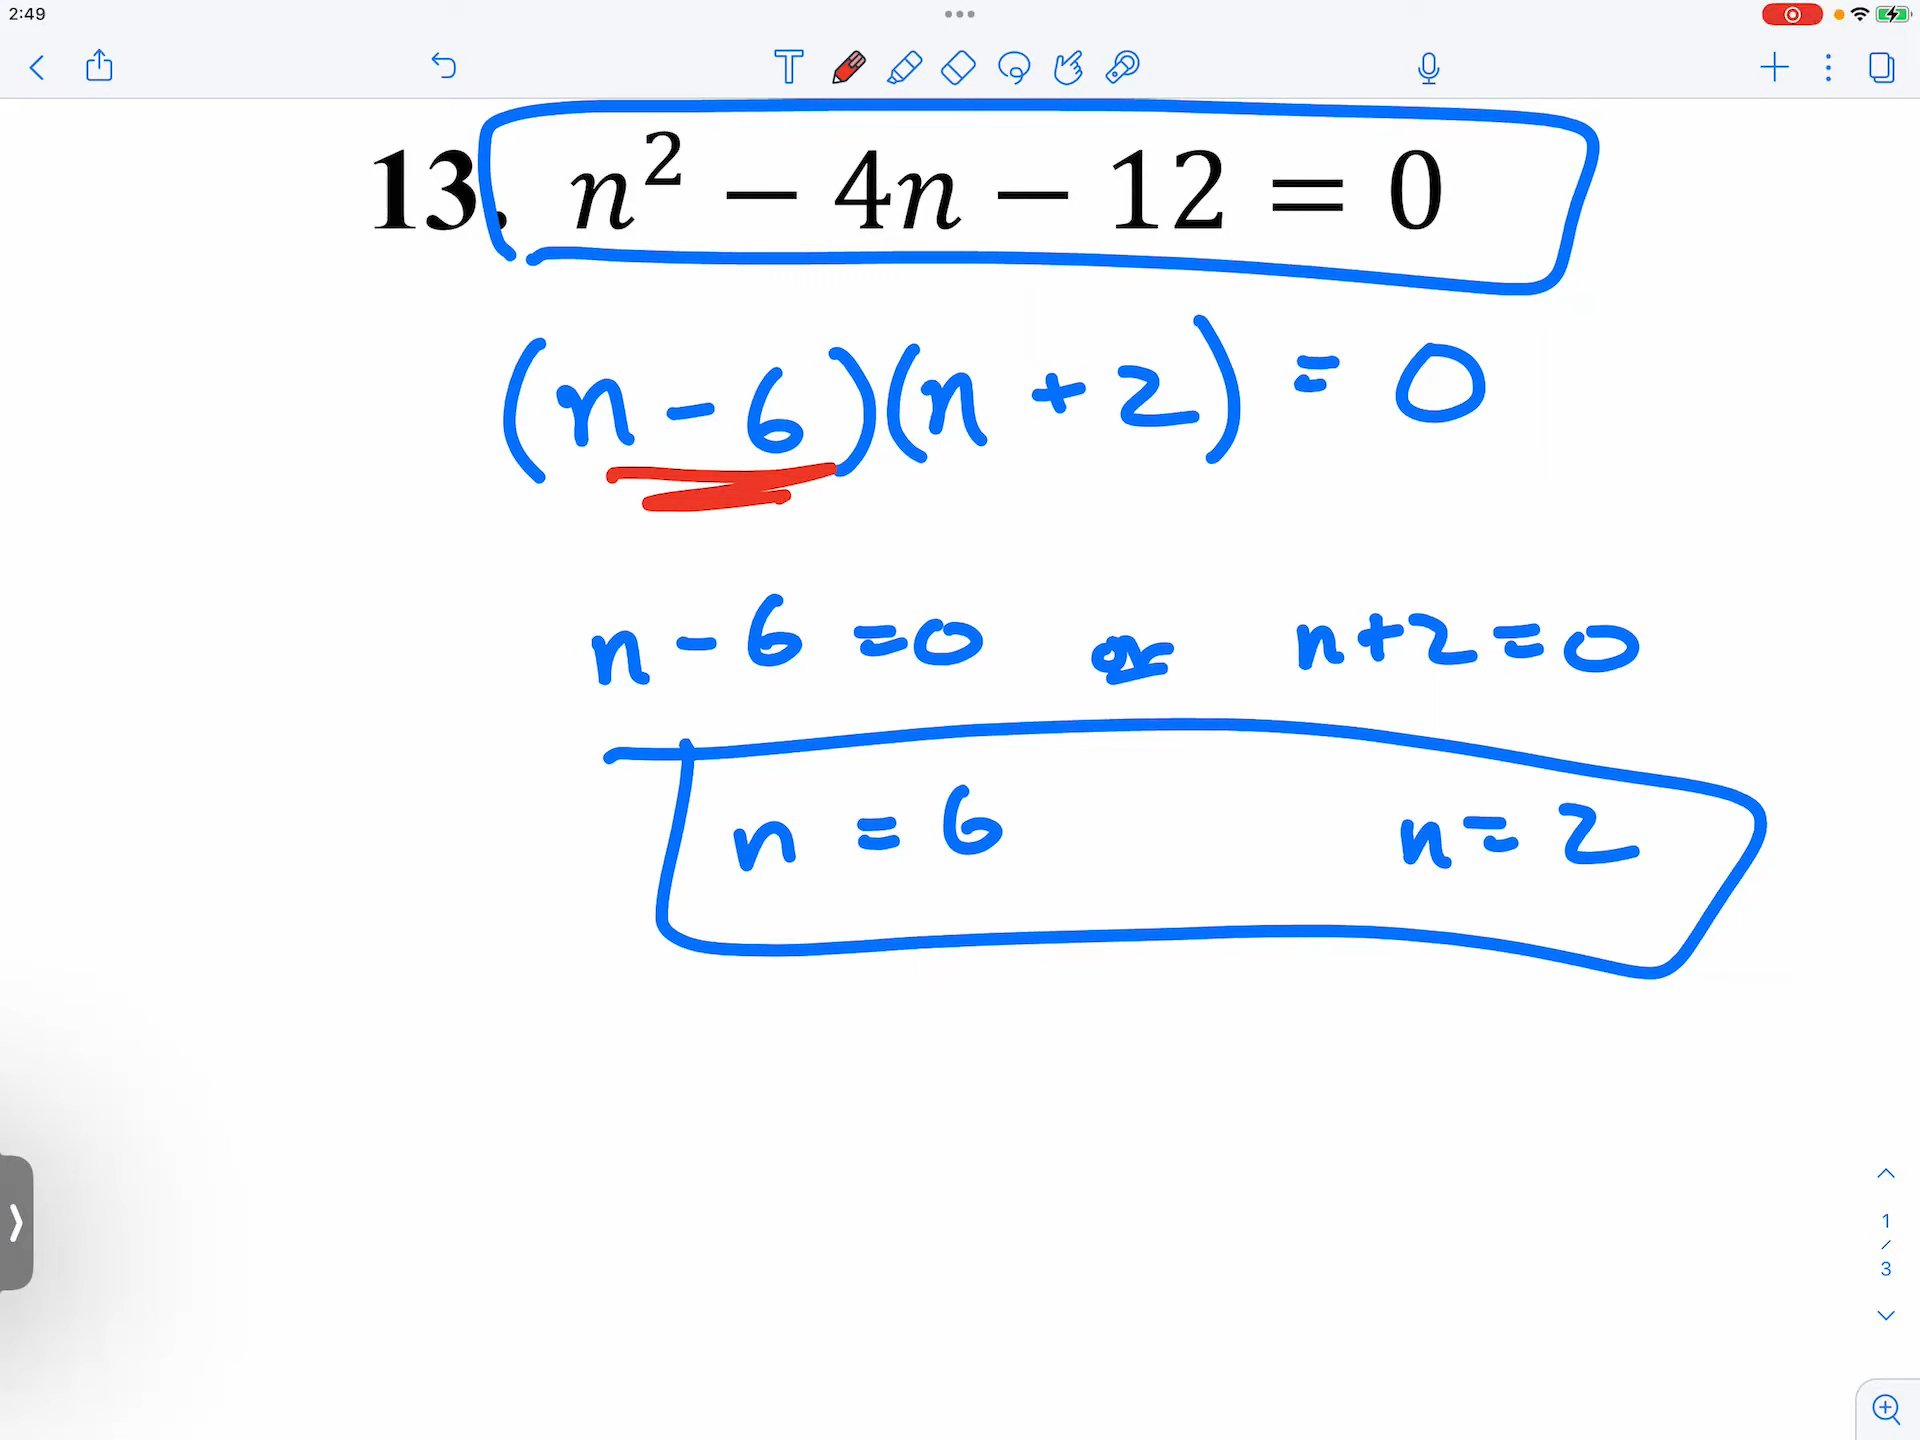 2:49
13. n² − 4n − 12 = 0
(n - 6)(n + 2) = 0
n - 6 = 0 or n + 2 = 0
n = 6 n = 2
1
/
3